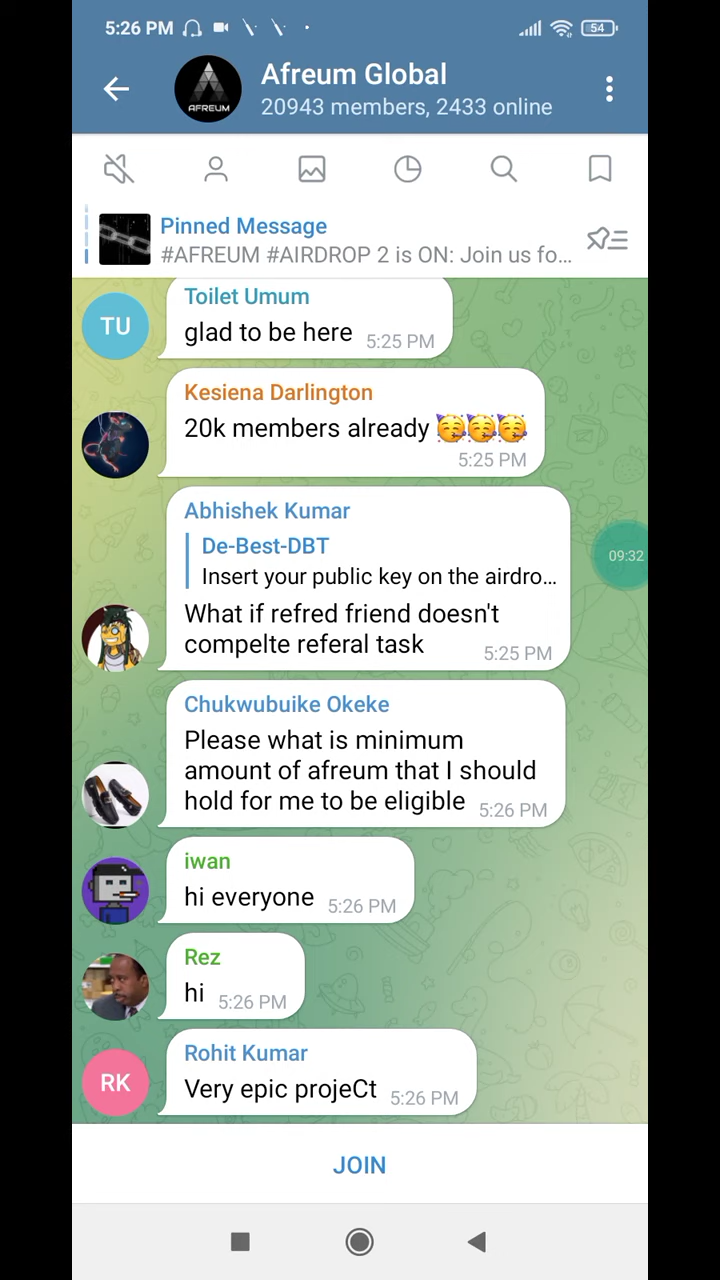 5:26 PM
54
AFREUM
Afreum Global
20943 members, 2433 online
Pinned Message
#AFREUM #AIRDROP 2 is ON: Join us fo...
TU
Toilet Umum
glad to be here 5:25 PM
Kesiena Darlington
20k members already 🥳🥳🥳
5:25 PM
Abhishek Kumar
De-Best-DBT
Insert your public key on the airdro...
What if refred friend doesn't
compelte referal task 5:25 PM
09:32
Chukwubuike Okeke
Please what is minimum
amount of afreum that I should
hold for me to be eligible 5:26 PM
iwan
hi everyone 5:26 PM
Rez
hi 5:26 PM
RK
Rohit Kumar
Very epic projeCt 5:26 PM
JOIN